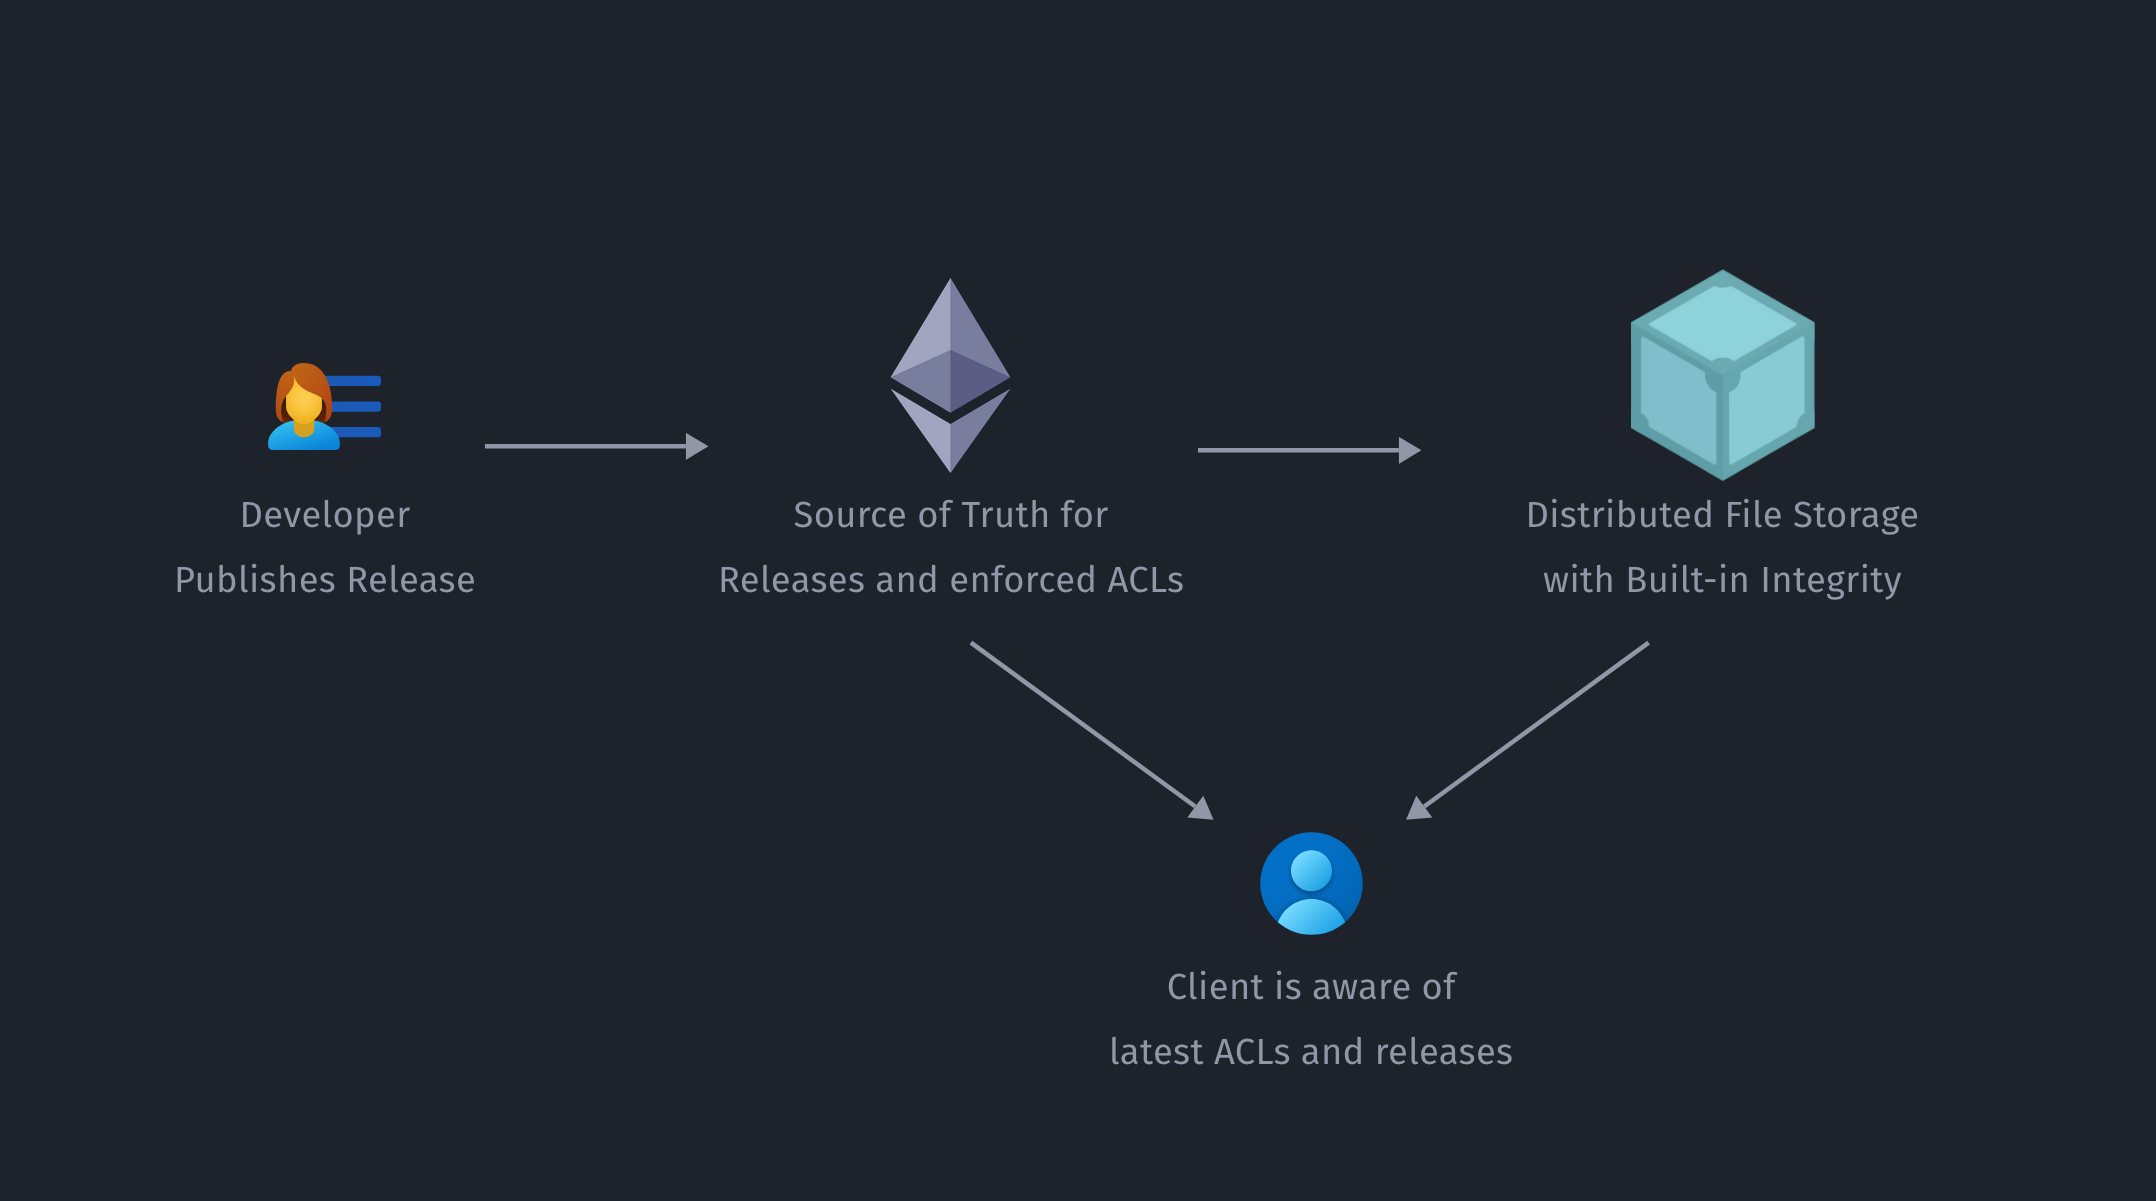 Developer
Publishes Release
Source of Truth for
Releases and enforced ACLs
Distributed File Storage
with Built-in Integrity
Client is aware of
latest ACLs and releases